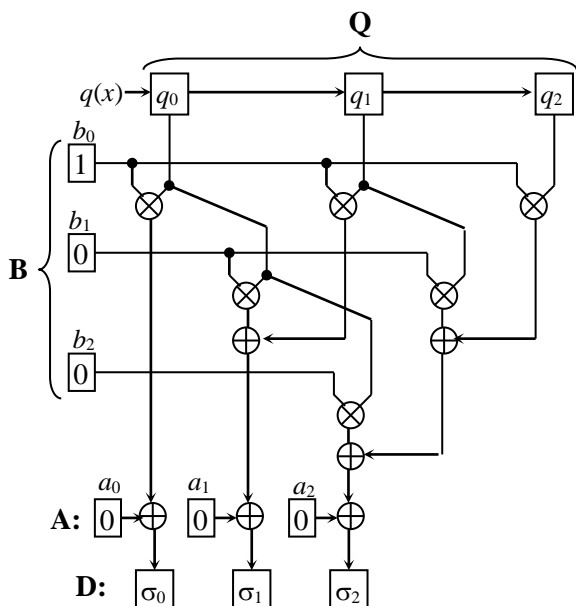 Q
q(x) q₀ q₁ q₂
b₀
1
b₁
B 0
b₂
0
a₀ a₁ a₂
A: 0 0 0
D: σ₀ σ₁ σ₂